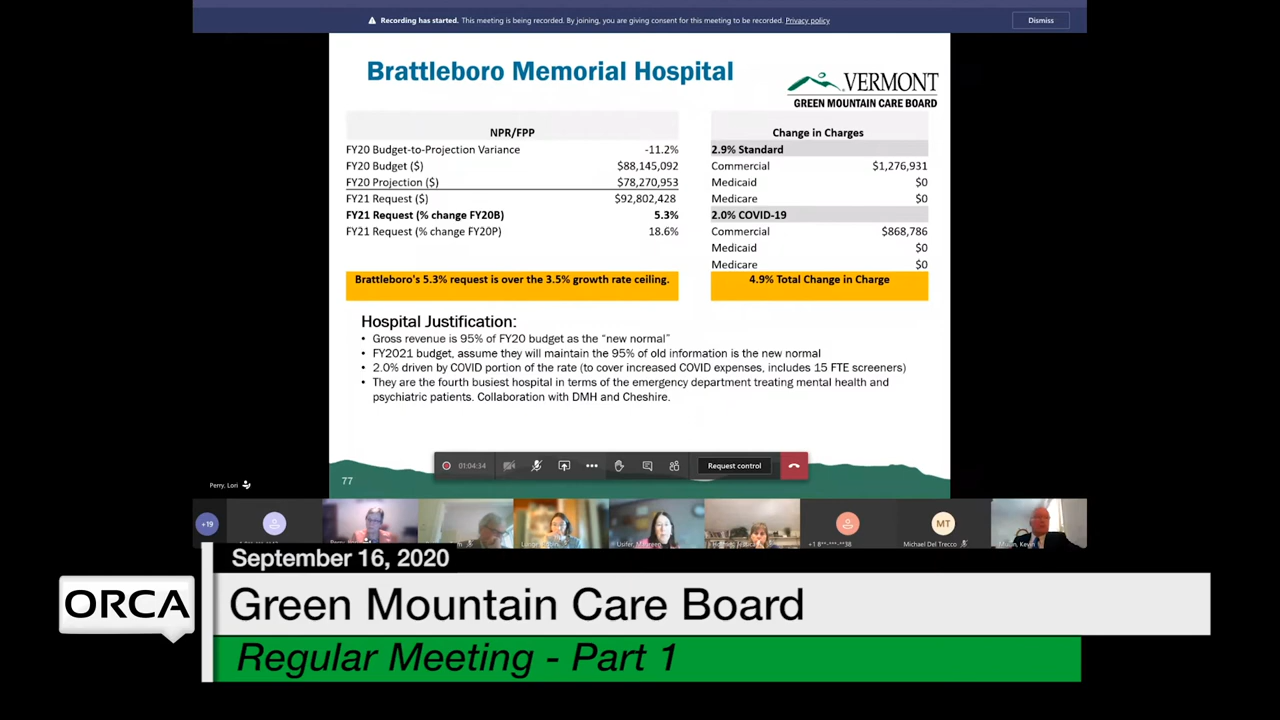 Recording has started. This meeting is being recorded. By joining, you are giving consent for this meeting to be recorded. Privacy policy
Dismiss
Brattleboro Memorial Hospital
VERMONT
GREEN MOUNTAIN CARE BOARD
NPR/FPP
FY20 Budget-to-Projection Variance -11.2%
FY20 Budget ($) $88,145,092
FY20 Projection ($) $78,270,953
FY21 Request ($) $92,802,428
FY21 Request (% change FY20B) 5.3%
FY21 Request (% change FY20P) 18.6%
Brattleboro's 5.3% request is over the 3.5% growth rate ceiling.
Change in Charges
2.9% Standard
Commercial $1,276,931
Medicaid $0
Medicare $0
2.0% COVID-19
Commercial $868,786
Medicaid $0
Medicare $0
4.9% Total Change in Charge
Hospital Justification:
• Gross revenue is 95% of FY20 budget as the “new normal”
• FY2021 budget, assume they will maintain the 95% of old information is the new normal
• 2.0% driven by COVID portion of the rate (to cover increased COVID expenses, includes 15 FTE screeners)
• They are the fourth busiest hospital in terms of the emergency department treating mental health and
psychiatric patients. Collaboration with DMH and Cheshire.
01:04:34
Request control
77
Perry, Lori
+19
MT
Michael Del Trecco
September 16, 2020
ORCA
Green Mountain Care Board
Regular Meeting - Part 1